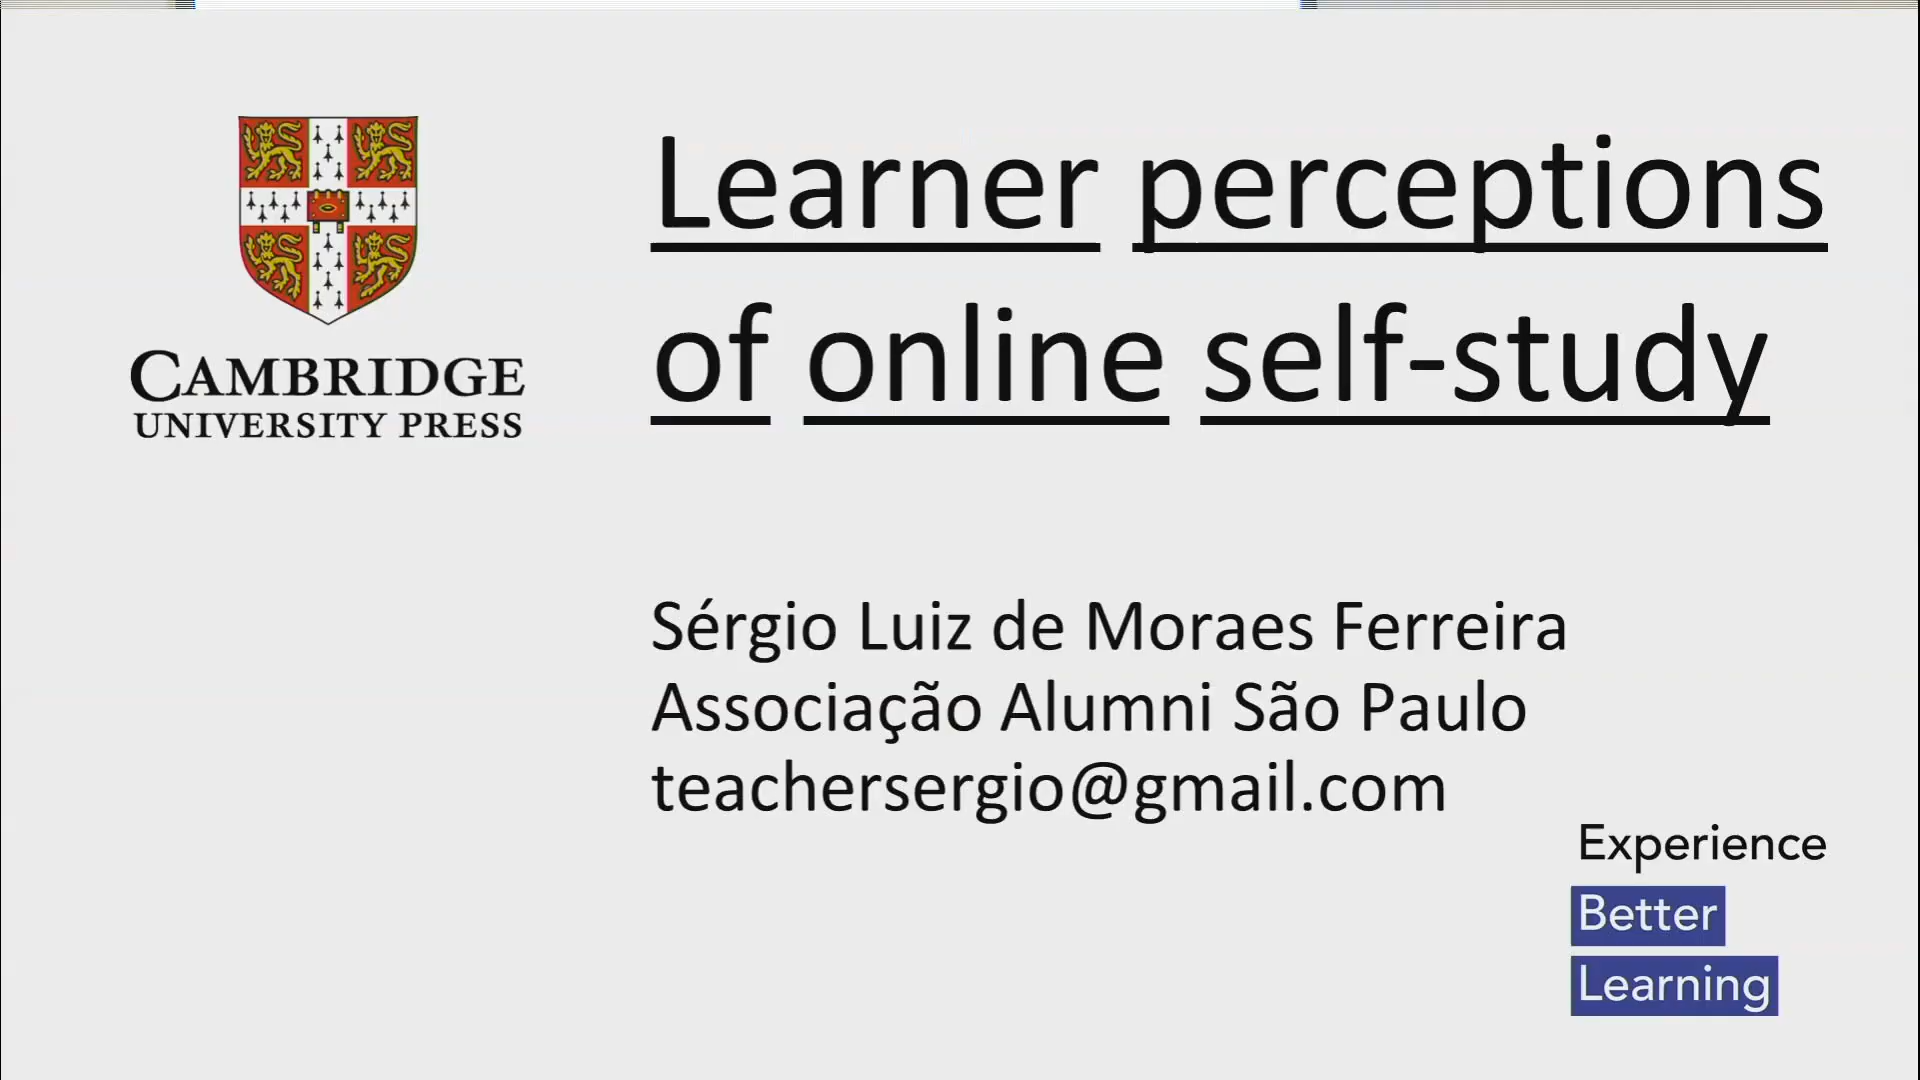 CAMBRIDGE
UNIVERSITY PRESS
Learner perceptions
of online self-study
Sérgio Luiz de Moraes Ferreira
Associação Alumni São Paulo
teachersergio@gmail.com
Experience
Better
Learning